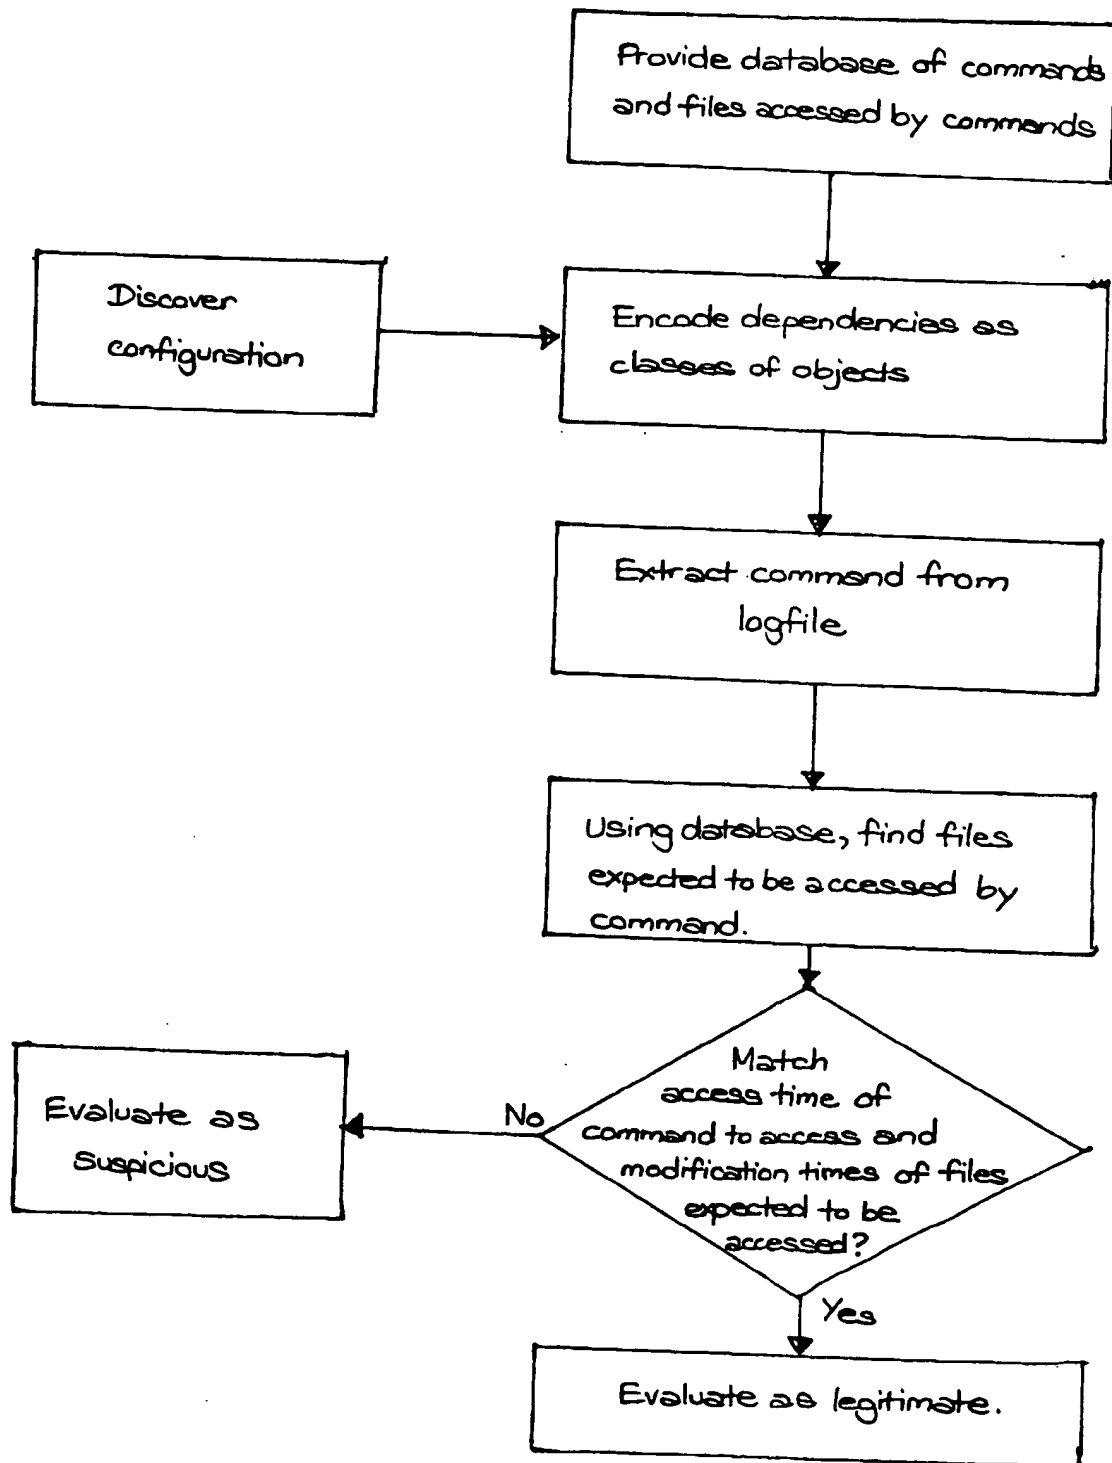 Provide database of commands
and files accessed by commands
Discover
configuration
Encode dependencies as
classes of objects
Extract command from
logfile
Using database, find files
expected to be accessed by
command.
Match
access time of
command to access and
modification times of files
expected to be
accessed?
No
Evaluate as
suspicious
Yes
Evaluate as legitimate.